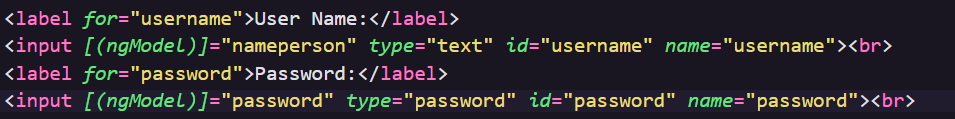 <label for="username">User Name:</label>
<input [(ngModel)]="nameperson" type="text" id="username" name="username"><br>
<label for="password">Password:</label>
<input [(ngModel)]="password" type="password" id="password" name="password"><br>